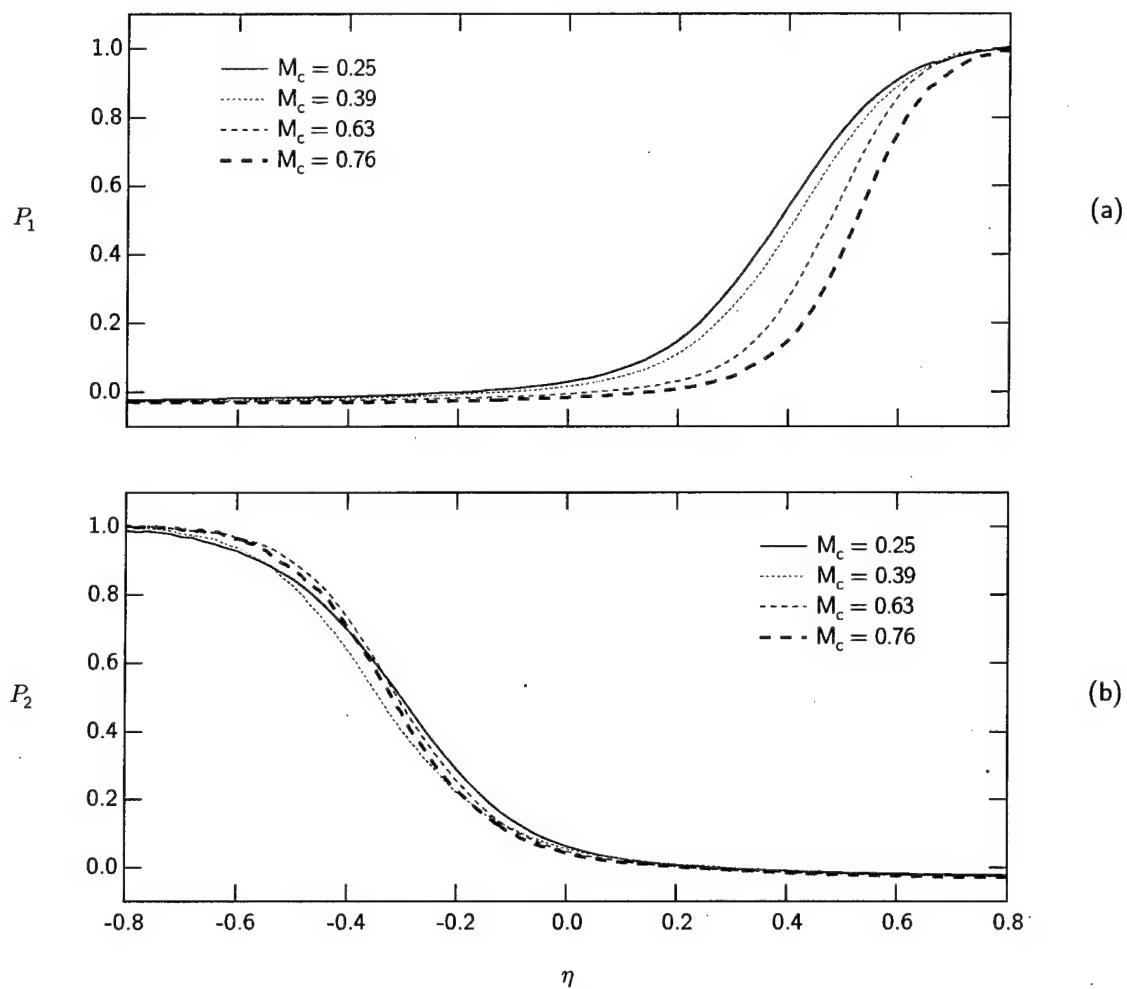 1.0
0.8
0.6
0.4
0.2
0.0
P1
M_c = 0.25
M_c = 0.39
M_c = 0.63
M_c = 0.76
(a)
1.0
0.8
0.6
0.4
0.2
0.0
P2
M_c = 0.25
M_c = 0.39
M_c = 0.63
M_c = 0.76
(b)
-0.8 -0.6 -0.4 -0.2 0.0 0.2 0.4 0.6 0.8
η